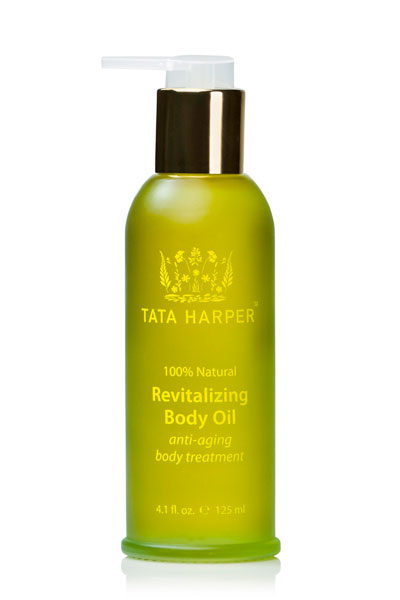 TATA HARPER™
100% Natural
Revitalizing
Body Oil
anti-aging
body treatment
4.1 fl. oz. ℮ 125 ml